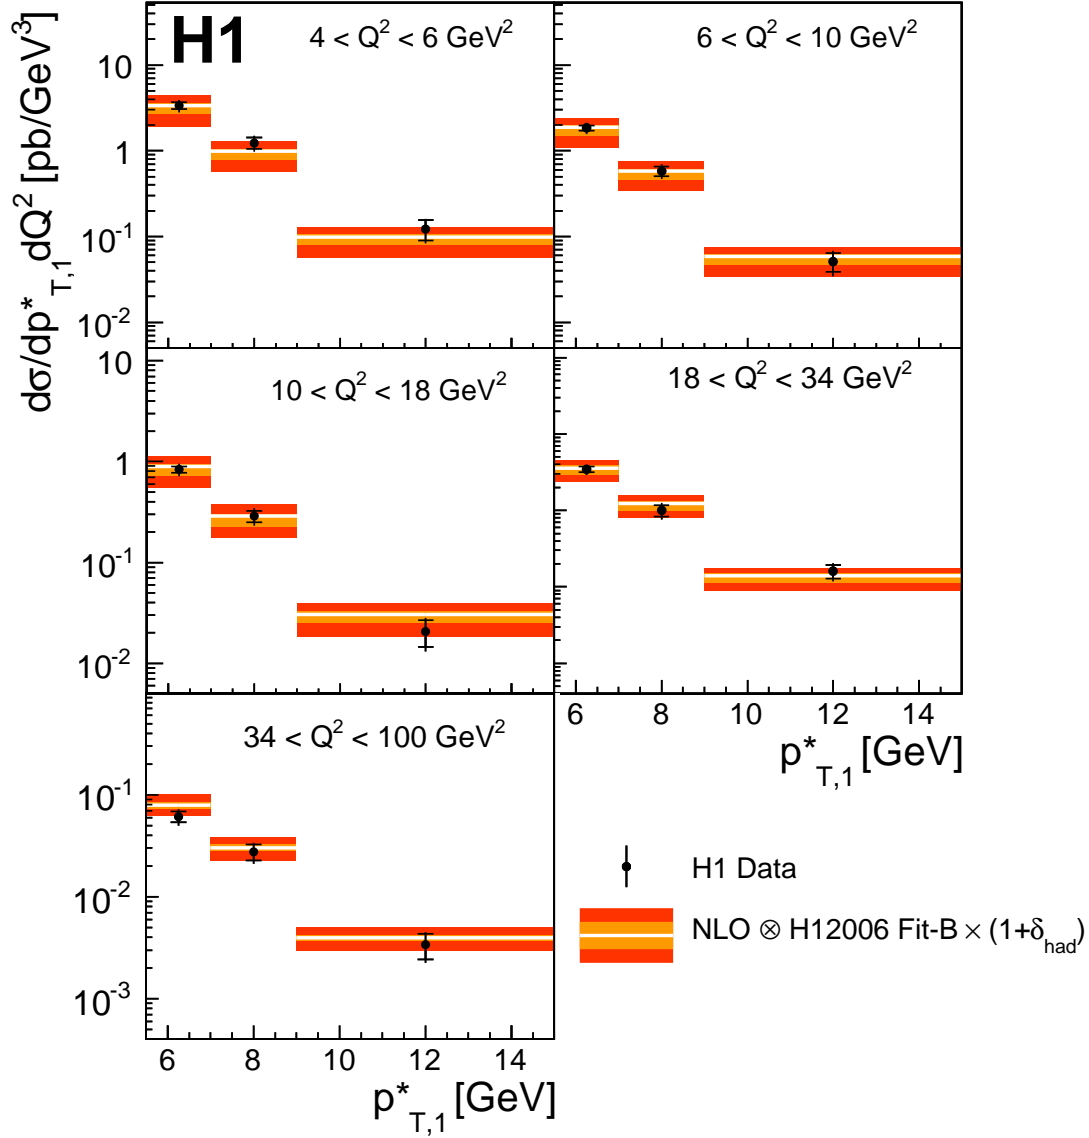 dσ/dp*T,1dQ² [pb/GeV³]
H1
4 < Q² < 6 GeV²
6 < Q² < 10 GeV²
10
1
10⁻¹
10⁻²
10 < Q² < 18 GeV²
18 < Q² < 34 GeV²
10
1
10⁻¹
10⁻²
6 8 10 12 14
p*T,1 [GeV]
34 < Q² < 100 GeV²
10⁻¹
10⁻²
10⁻³
6 8 10 12 14
p*T,1 [GeV]
H1 Data
NLO ⊗ H12006 Fit-B × (1+δhad)